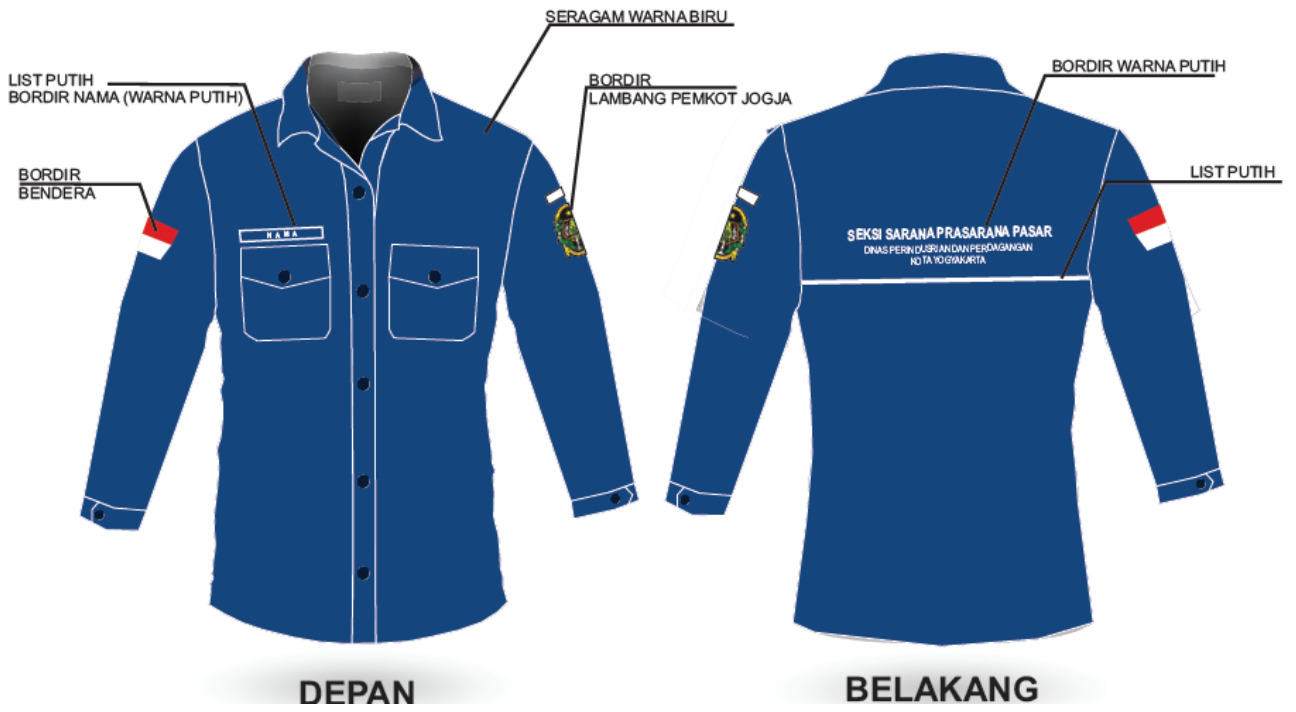 SERAGAM WARNA BIRU
LIST PUTIH
BORDIR NAMA (WARNA PUTIH)
BORDIR
LAMBANG PEMKOT JOGJA
BORDIR
BENDERA
NAMA
DEPAN
BORDIR WARNA PUTIH
LIST PUTIH
SEKSI SARANA PRASARANA PASAR
DINAS PERINDUSRIAN DAN PERDAGANGAN
KOTA YOGYAKARTA
BELAKANG